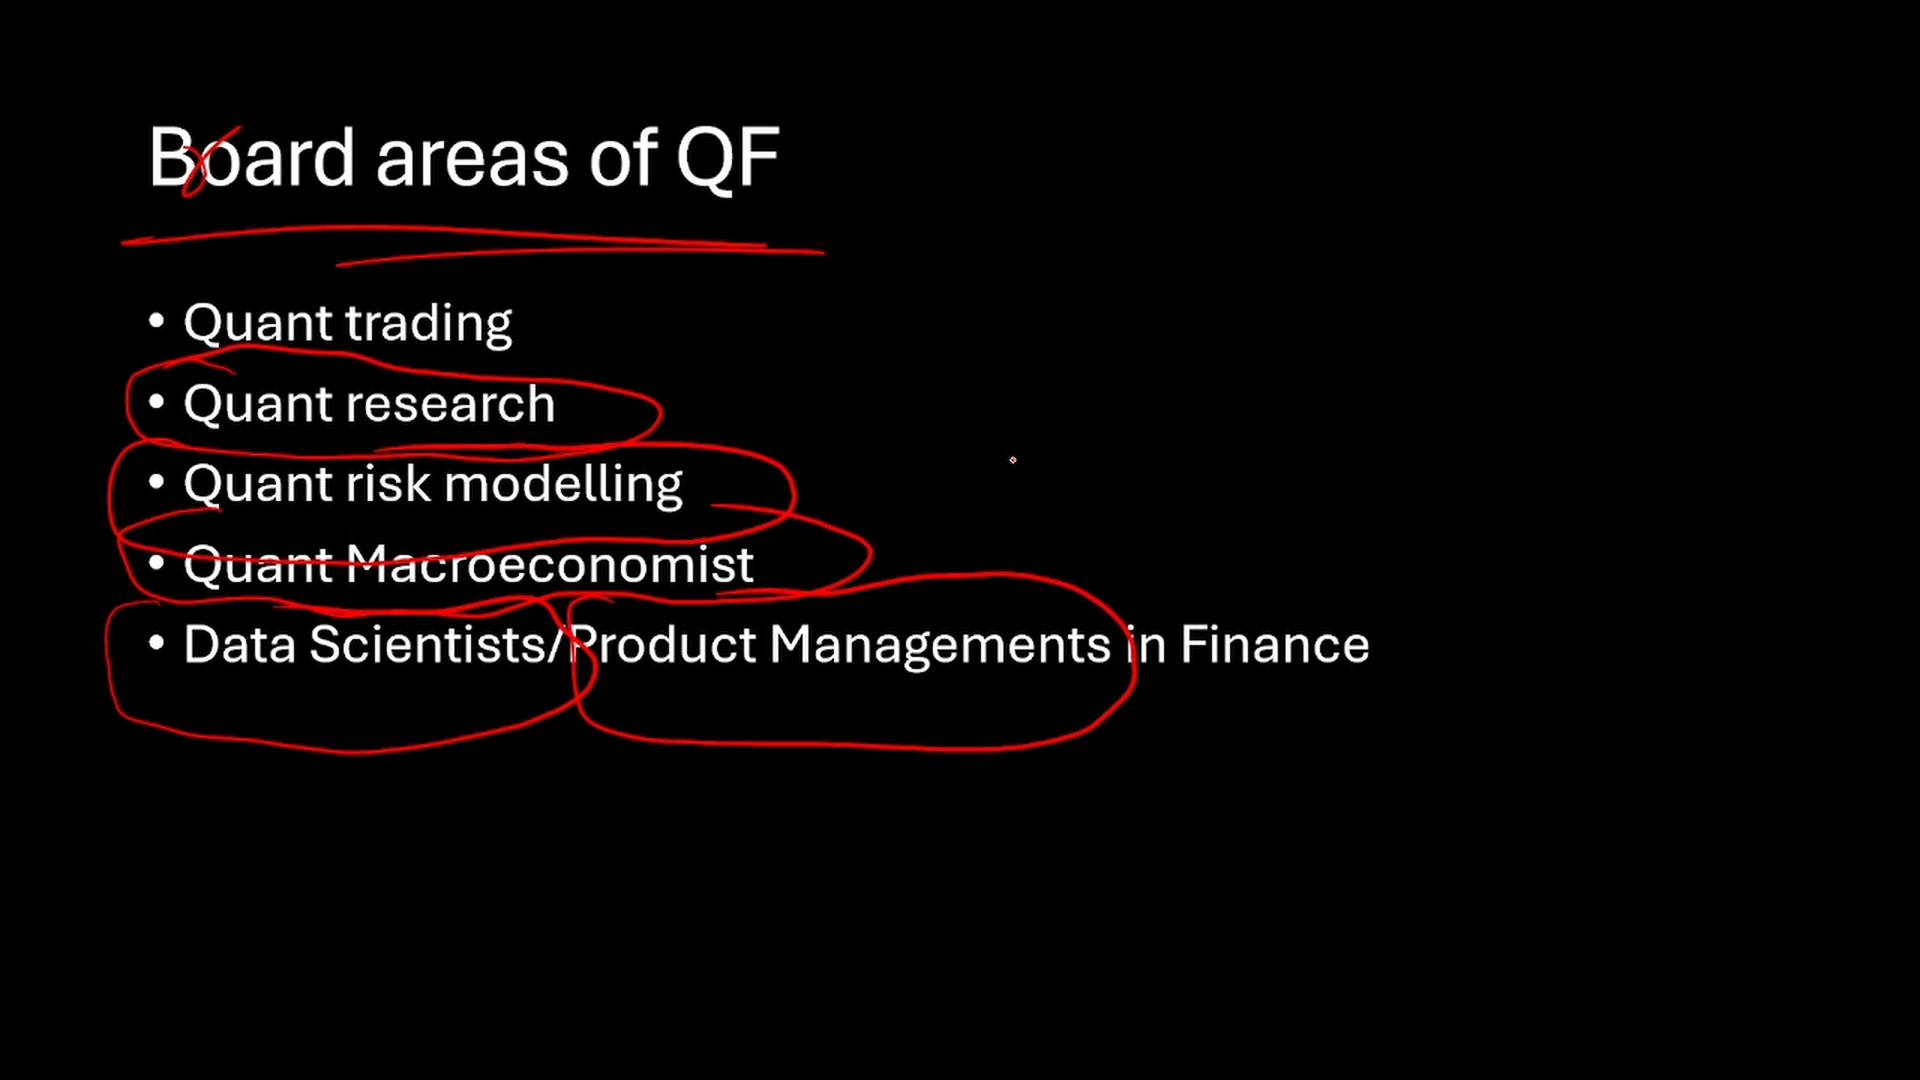 Board areas of QF
• Quant trading
• Quant research
• Quant risk modelling
• Quant Macroeconomist
• Data Scientists/Product Managements in Finance